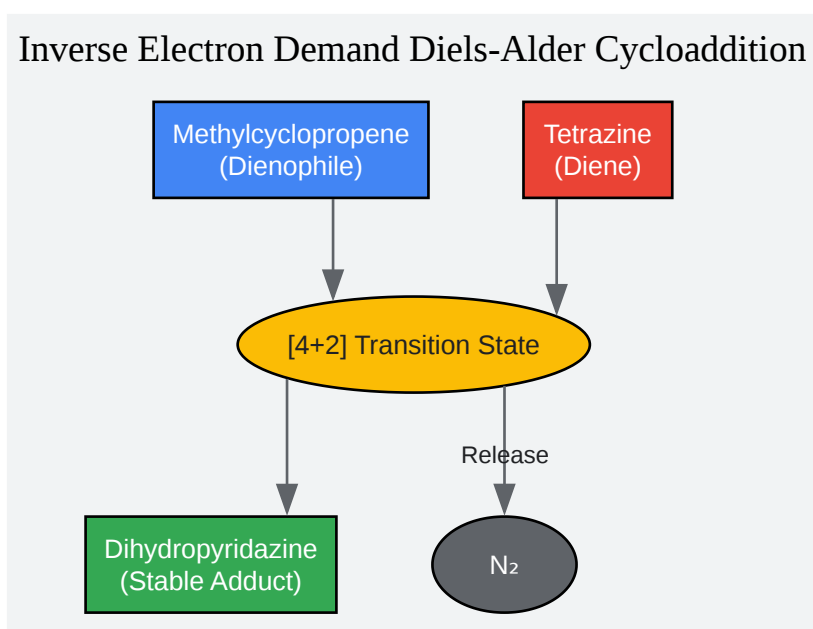 Inverse Electron Demand Diels-Alder Cycloaddition
Methylcyclopropene
(Dienophile)
Tetrazine
(Diene)
[4+2] Transition State
Release
Dihydropyridazine
(Stable Adduct)
N₂